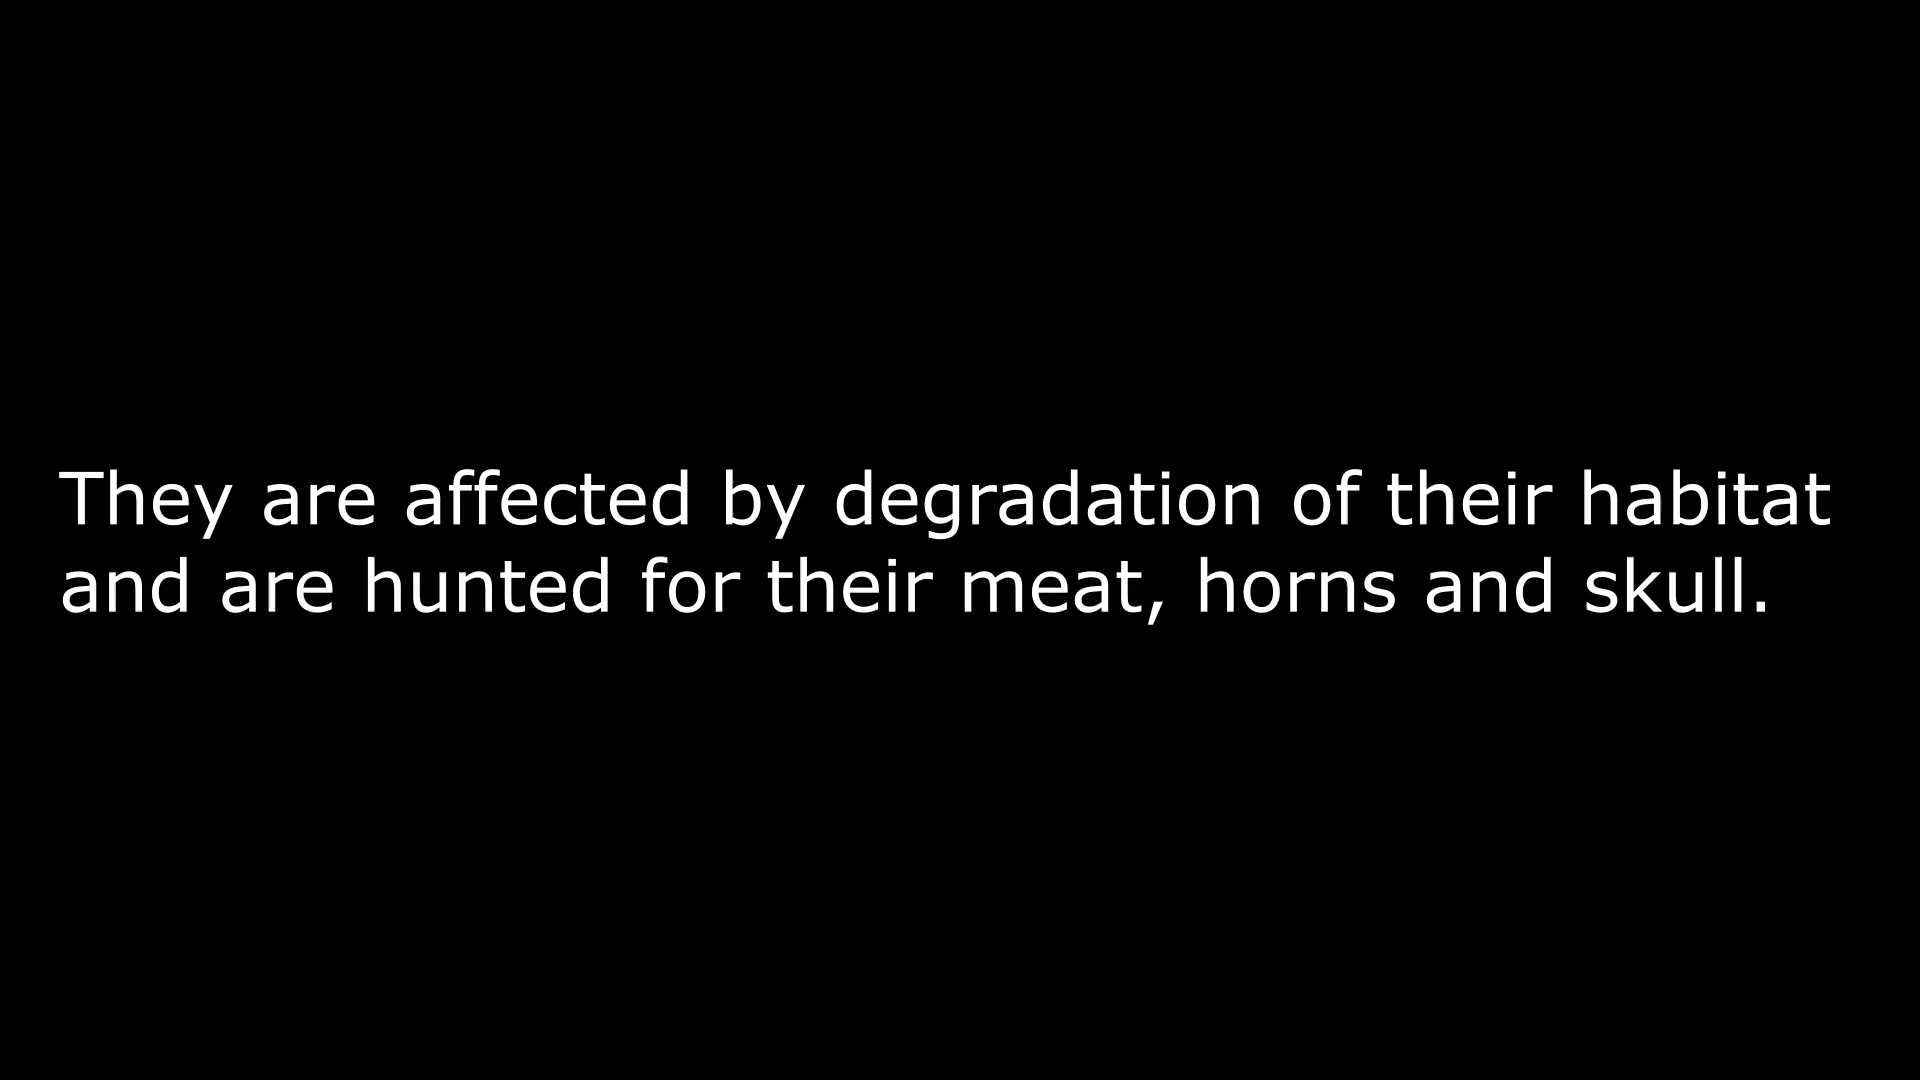 They are affected by degradation of their habitat
and are hunted for their meat, horns and skull.